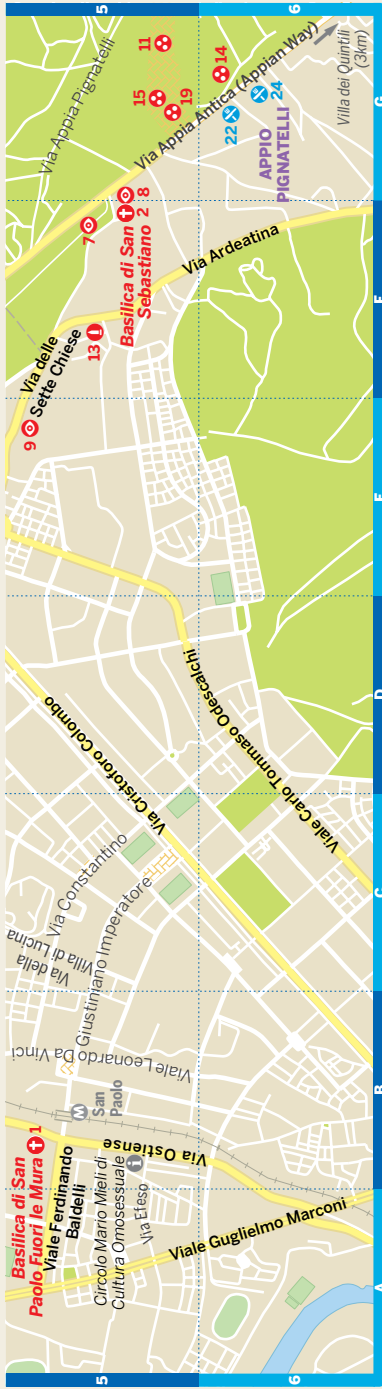 5
6
A
B
C
D
E
F
G
5
6
Basilica di San
Paolo Fuori le Mura 1
Viale Ferdinando
Baldelli
Circolo Mario Mieli di
Cultura Omosessuale
Via Efeso
Viale Guglielmo Marconi
Via Ostiense
San
Paolo
M
Viale Leonardo Da Vinci
Giustiniano Imperatore
Via della
Villa di Lucina
Via Constantino
Via Cristoforo Colombo
Viale Carlo Tommaso Odescalchi
9
Via delle
Sette Chiese
13
7
Basilica di San
Sebastiano 2
8
Via Ardeatina
Via Appia Pignatelli
Via Appia Antica (Appian Way)
11
15
19
14
22
24
APPIO
PIGNATELLI
Villa dei Quintili
(3km)